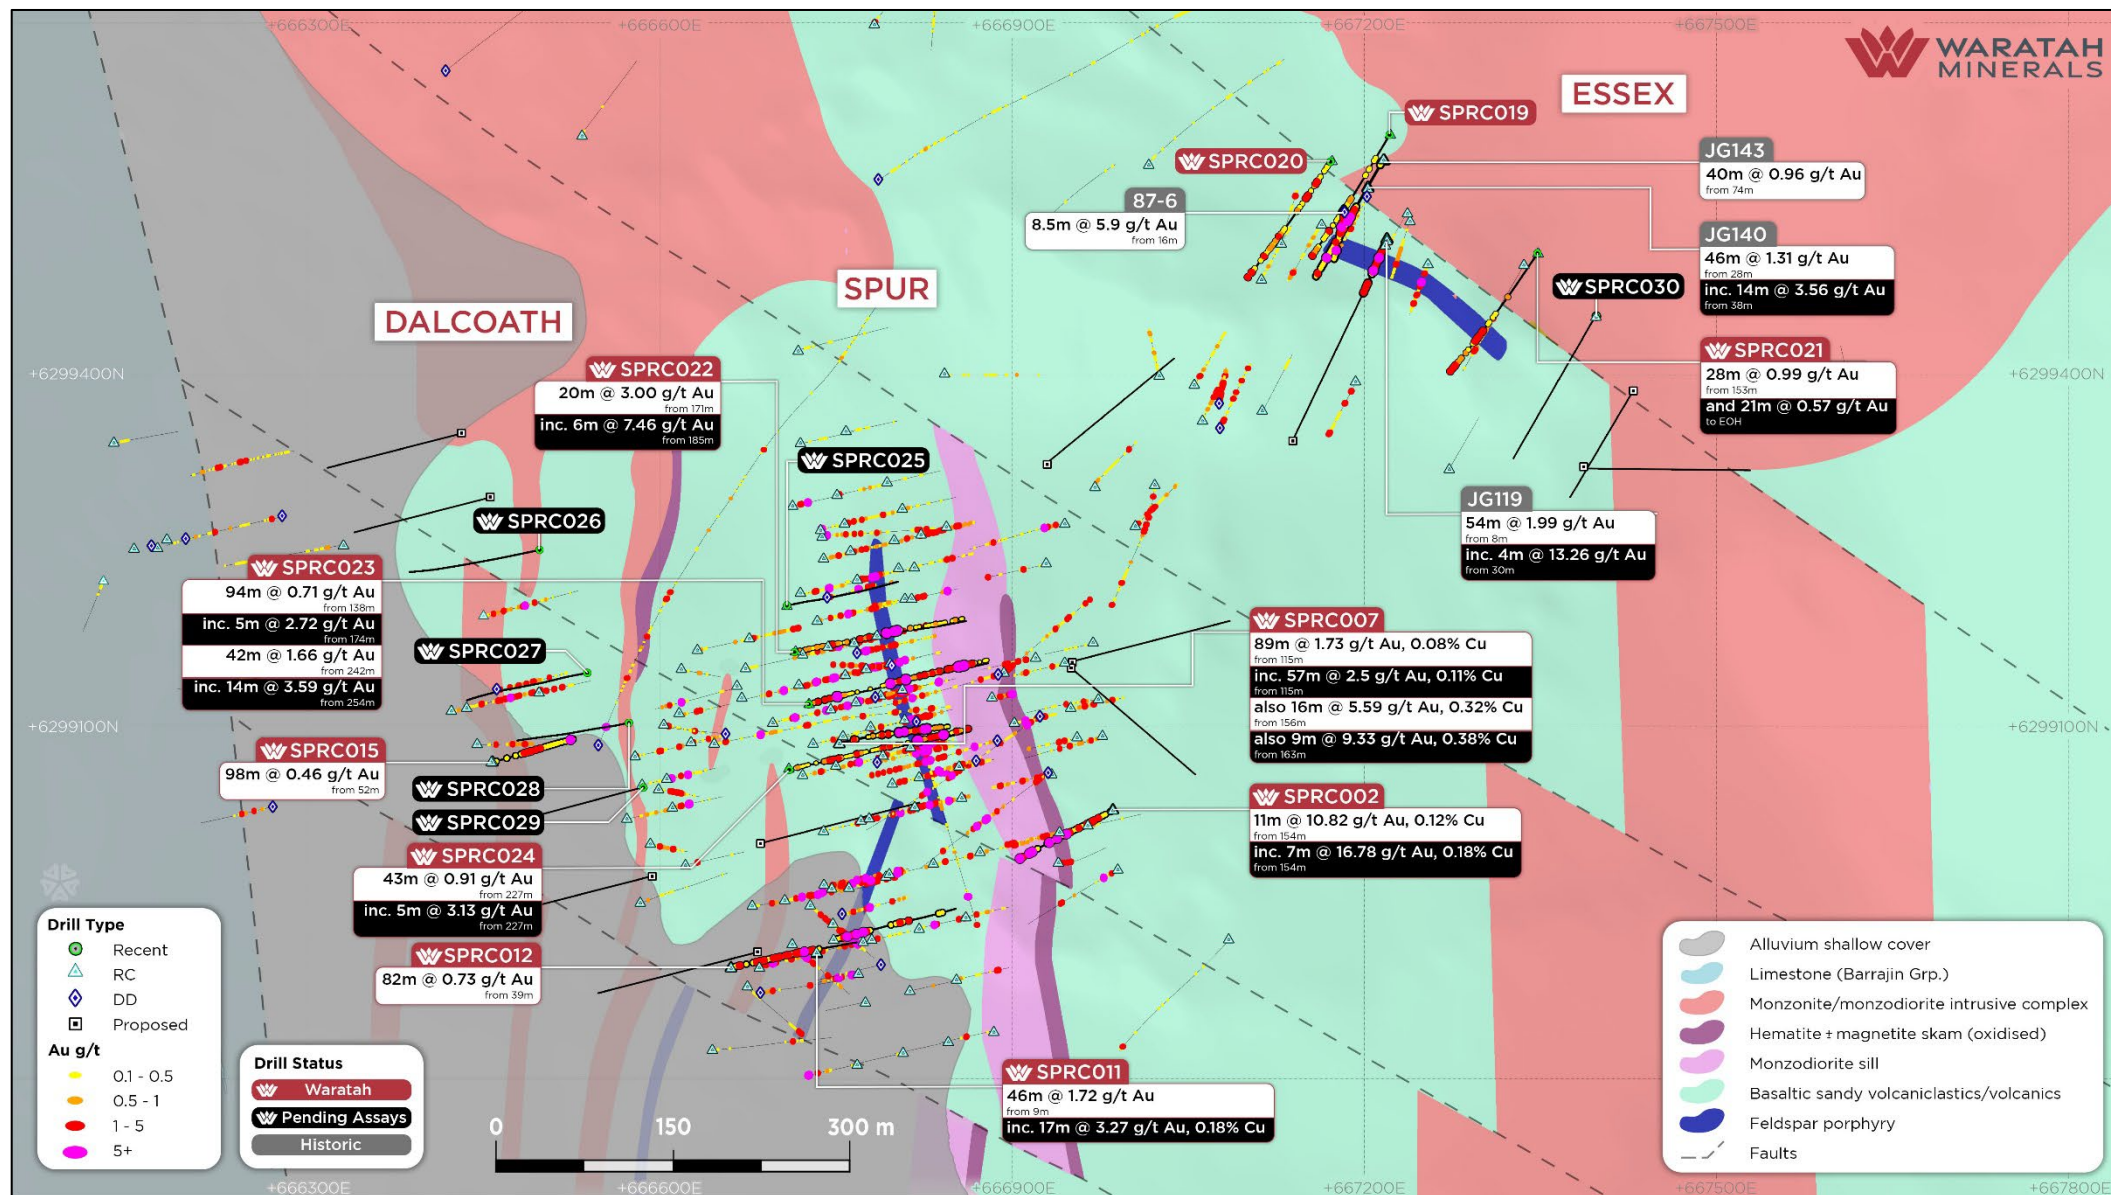 +666300E
+666600E
+666900E
+667200E
+667500E
WARATAH
MINERALS
ESSEX
SPRC019
SPRC020
JG143
40m @ 0.96 g/t Au
from 74m
87-6
8.5m @ 5.9 g/t Au
from 16m
JG140
46m @ 1.31 g/t Au
from 28m
inc. 14m @ 3.56 g/t Au
from 38m
SPUR
SPRC030
DALCOATH
SPRC021
28m @ 0.99 g/t Au
from 153m
and 21m @ 0.57 g/t Au
to EOH
+6299400N
+6299400N
SPRC022
20m @ 3.00 g/t Au
from 171m
inc. 6m @ 7.46 g/t Au
from 185m
SPRC025
JG119
54m @ 1.99 g/t Au
from 8m
inc. 4m @ 13.26 g/t Au
from 30m
SPRC026
SPRC023
94m @ 0.71 g/t Au
from 138m
inc. 5m @ 2.72 g/t Au
from 174m
42m @ 1.66 g/t Au
from 242m
inc. 14m @ 3.59 g/t Au
from 254m
SPRC007
89m @ 1.73 g/t Au, 0.08% Cu
from 115m
inc. 57m @ 2.5 g/t Au, 0.11% Cu
from 115m
also 16m @ 5.59 g/t Au, 0.32% Cu
from 156m
also 9m @ 9.33 g/t Au, 0.38% Cu
from 163m
SPRC027
+6299100N
+6299100N
SPRC015
98m @ 0.46 g/t Au
from 52m
SPRC028
SPRC029
SPRC002
11m @ 10.82 g/t Au, 0.12% Cu
from 154m
inc. 7m @ 16.78 g/t Au, 0.18% Cu
from 154m
SPRC024
43m @ 0.91 g/t Au
from 227m
inc. 5m @ 3.13 g/t Au
from 227m
SPRC012
82m @ 0.73 g/t Au
from 39m
SPRC011
46m @ 1.72 g/t Au
from 9m
inc. 17m @ 3.27 g/t Au, 0.18% Cu
Drill Type
Recent
RC
DD
Proposed
Au g/t
0.1 - 0.5
0.5 - 1
1 - 5
5+
Drill Status
Waratah
Pending Assays
Historic
0 150 300 m
Alluvium shallow cover
Limestone (Barrajin Grp.)
Monzonite/monzodiorite intrusive complex
Hematite ± magnetite skarn (oxidised)
Monzodiorite sill
Basaltic sandy volcaniclastics/volcanics
Feldspar porphyry
Faults
+666300E
+666600E
+666900E
+667200E
+667500E
+667800E